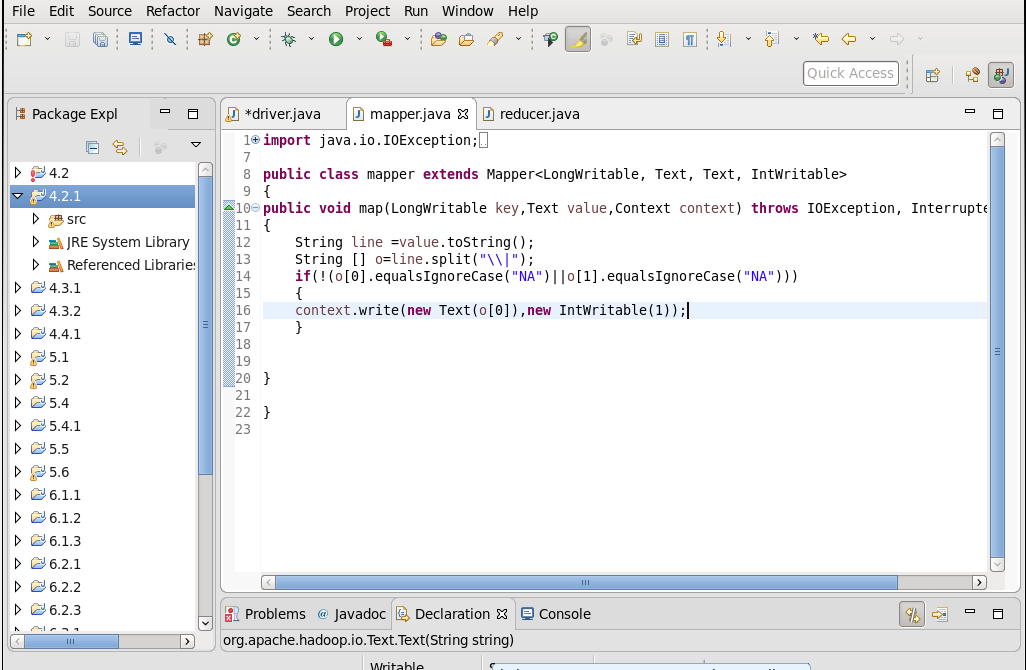 File Edit Source Refactor Navigate Search Project Run Window Help
Quick Access
Package Expl
*driver.java mapper.java reducer.java
4.2
4.2.1
src
JRE System Library
Referenced Libraries
4.3.1
4.3.2
4.4.1
5.1
5.2
5.4
5.4.1
5.5
5.6
6.1.1
6.1.2
6.1.3
6.2.1
6.2.2
6.2.3
1 import java.io.IOException;
7
8 public class mapper extends Mapper<LongWritable, Text, Text, IntWritable>
9 {
10 public void map(LongWritable key,Text value,Context context) throws IOException, Interrupte
11 {
12 String line =value.toString();
13 String [] o=line.split("\\|");
14 if(!(o[0].equalsIgnoreCase("NA")||o[1].equalsIgnoreCase("NA")))
15 {
16 context.write(new Text(o[0]),new IntWritable(1));
17 }
18
19
20 }
21
22 }
23
Problems @ Javadoc Declaration Console
org.apache.hadoop.io.Text.Text(String string)
Writable